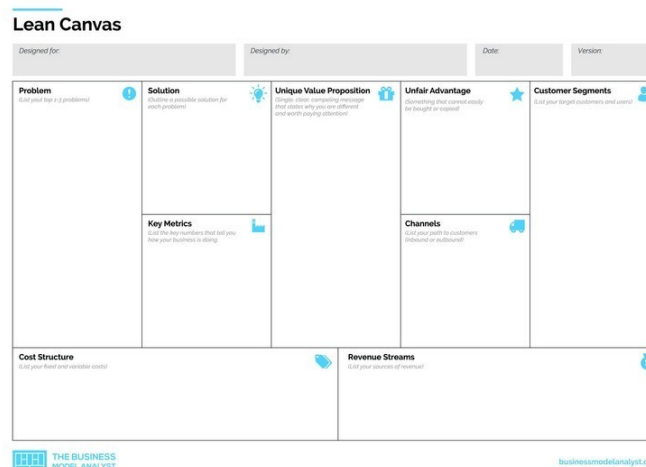 Lean Canvas
Designed for:
Designed by:
Date:
Version:
Problem
(List your top 1-3 problems)
Solution
(Outline a possible solution for
each problem)
Key Metrics
(List the key numbers that tell you
how your business is doing
Unique Value Proposition
(Single, clear, compeling message
that states why you are different
and worth paying attention)
Unfair Advantage
(Something that cannot easily
be bought or copied)
Channels
(List your path to customers
(inbound or outbound)
Customer Segments
(List your target customers and users)
Cost Structure
(List your fixed and variable costs)
Revenue Streams
(List your sources of revenue)
THE BUSINESS
MODEL ANALYST
businessmodelanalyst.c